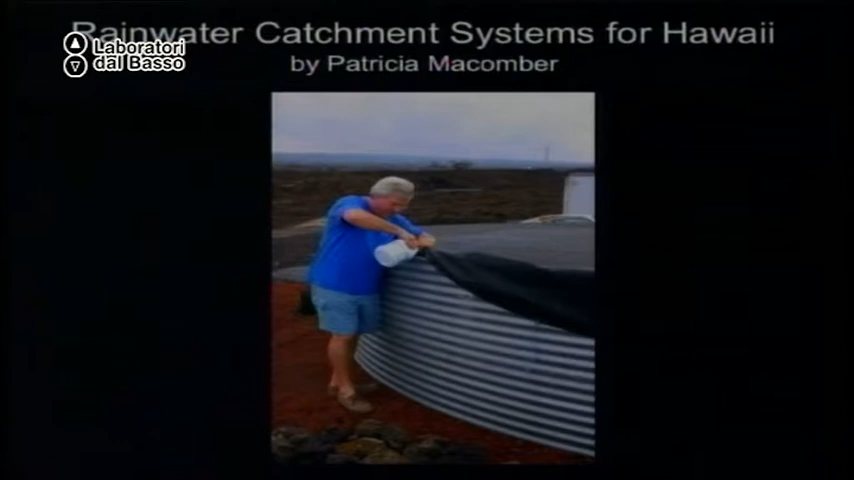 Rainwater Catchment Systems for Hawaii
by Patricia Macomber
Laboratori
dal Basso